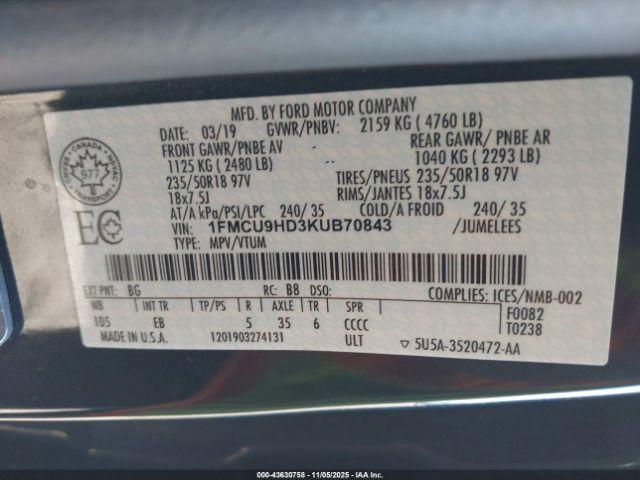 MFD. BY FORD MOTOR COMPANY
DATE: 03/19 GVWR/PNBV: 2159 KG ( 4760 LB)
FRONT GAWR/PNBE AV -- REAR GAWR/ PNBE AR
1125 KG ( 2480 LB) 1040 KG ( 2293 LB)
235/50R18 97V TIRES/PNEUS 235/50R18 97V
18x7.5J RIMS/JANTES 18x7.5J
AT/A kPa/PSI/LPC 240/ 35 COLD/A FROID 240/ 35
VIN: 1FMCU9HD3KUB70843 /JUMELEES
TYPE: MPV/VTUM
CANADA
977
TRANSPORT
EC
EXT PNT: BG RC: B8 DSO: COMPLIES: ICES/NMB-002
WB INT TR TP/PS R AXLE TR SPR F0082
105 EB 5 35 6 CCCC T0238
MADE IN U.S.A. 1201903274131 ULT ▽ 5U5A-3520472-AA
000-43630758 - 11/05/2025 - IAA, Inc.